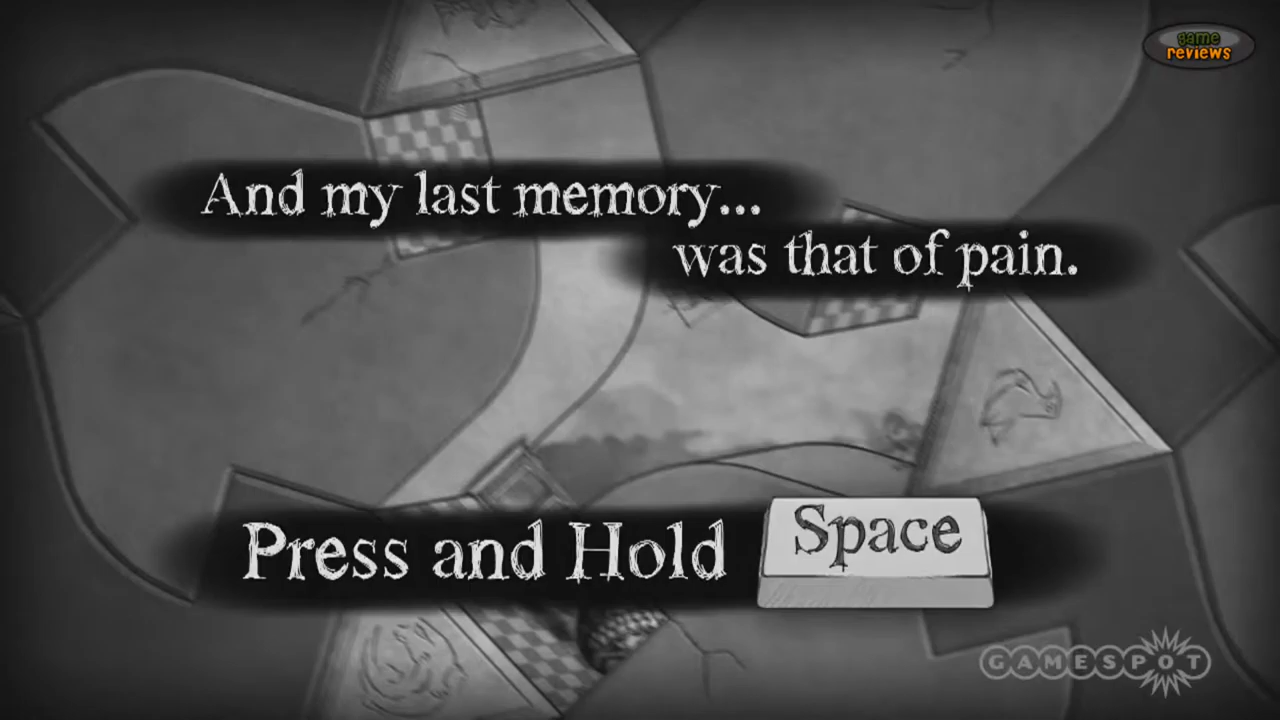 game
reviews
And my last memory...
was that of pain.
Press and Hold Space
GAMESPOT